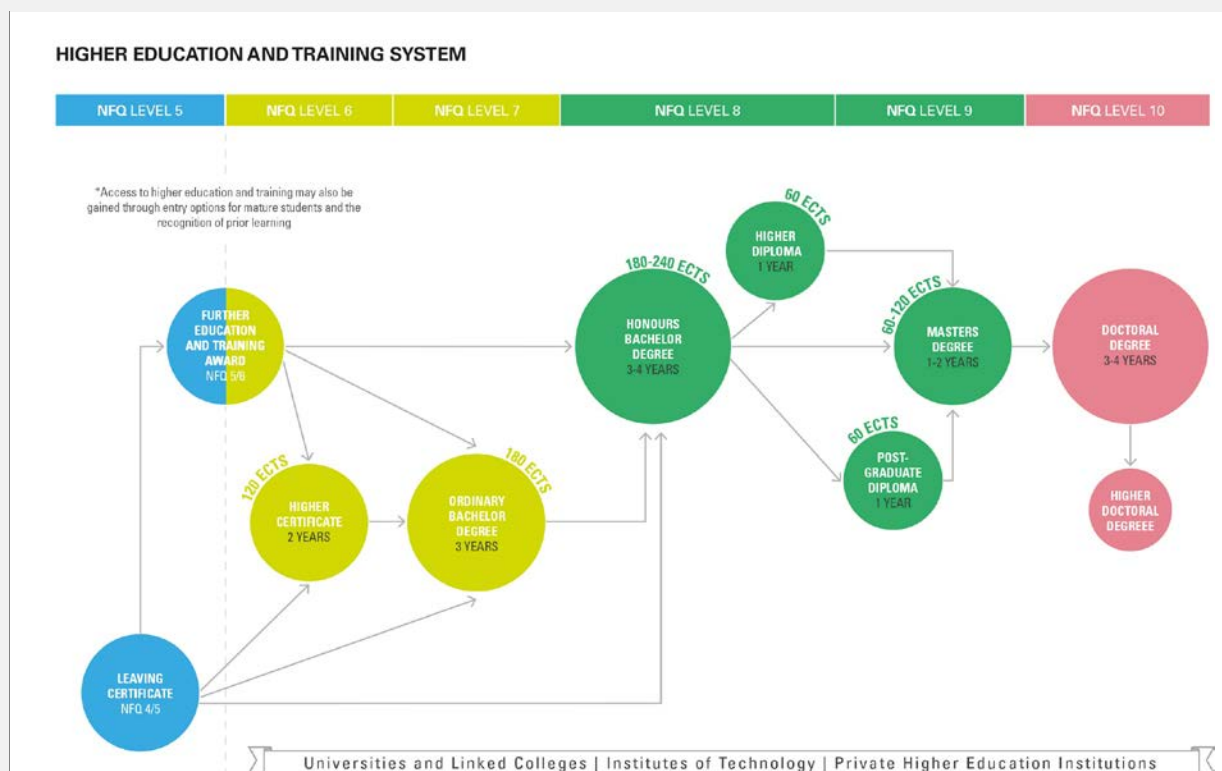 HIGHER EDUCATION AND TRAINING SYSTEM
NFQ LEVEL 5
NFQ LEVEL 6
NFQ LEVEL 7
NFQ LEVEL 8
NFQ LEVEL 9
NFQ LEVEL 10
*Access to higher education and training may also be
gained through entry options for mature students and the
recognition of prior learning
FURTHER
EDUCATION
AND TRAINING
AWARD
NFQ 5/6
180-240 ECTS
HONOURS
BACHELOR
DEGREE
3-4 YEARS
60 ECTS
HIGHER
DIPLOMA
1 YEAR
60-120 ECTS
MASTERS
DEGREE
1-2 YEARS
DOCTORAL
DEGREE
3-4 YEARS
120 ECTS
HIGHER
CERTIFICATE
2 YEARS
180 ECTS
ORDINARY
BACHELOR
DEGREE
3 YEARS
60 ECTS
POST-
GRADUATE
DIPLOMA
1 YEAR
HIGHER
DOCTORAL
DEGREEE
LEAVING
CERTIFICATE
NFQ 4/5
Universities and Linked Colleges | Institutes of Technology | Private Higher Education Institutions